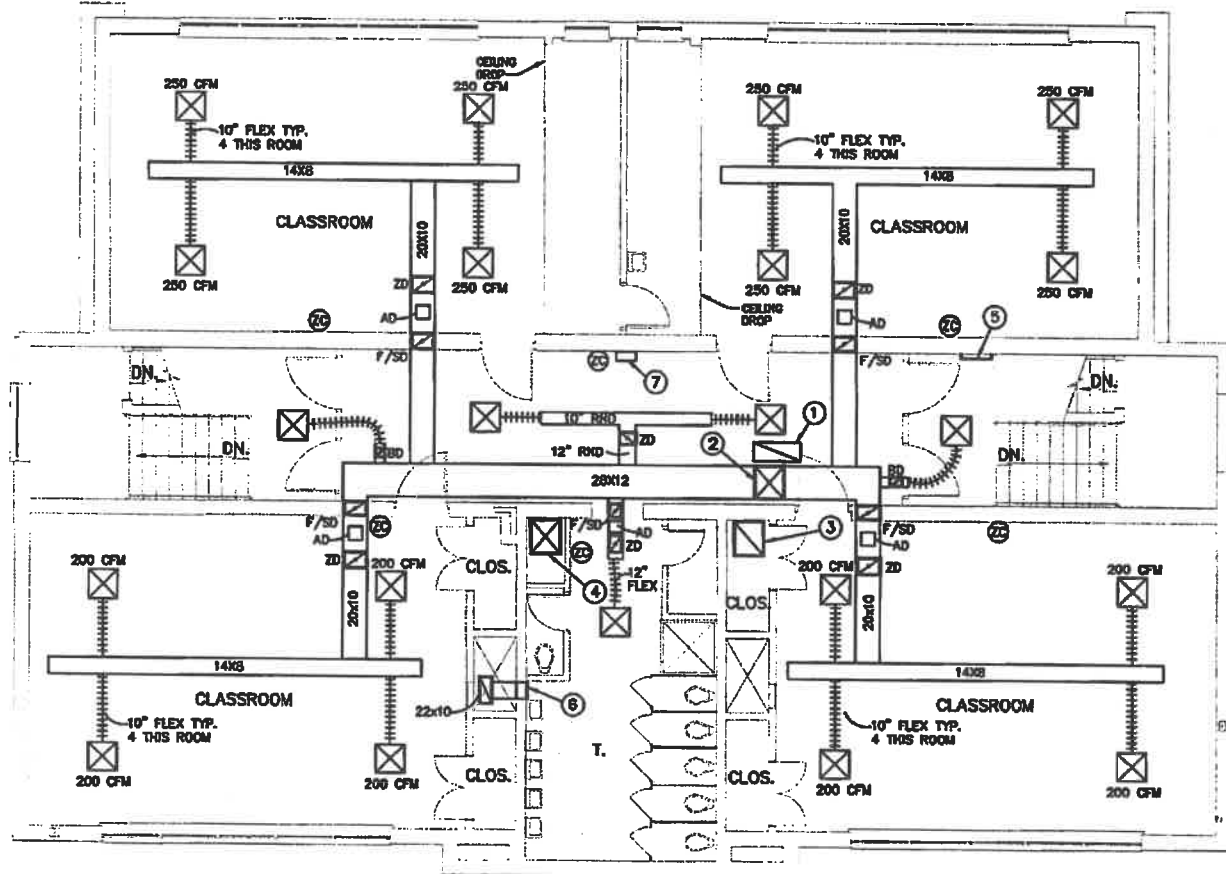 CEILING
DROP
250 CFM
250 CFM
250 CFM
250 CFM
10" FLEX TYP.
4 THIS ROOM
10" FLEX TYP.
4 THIS ROOM
14X8
14X8
CLASSROOM
20X10
20X10
CLASSROOM
250 CFM
250 CFM
250 CFM
250 CFM
ZD
ZD
CEILING
DROP
AD
AD
ZC
ZC
5
F/SD
F/SD
ZC
7
DN.
DN.
10" RND
1
ZD
2
DN.
BD
12" RND
BD
DN.
28X12
F/SD
ZC
F/SD
AD
ZC
3
F/SD
ZC
AD
AD
AD
ZD
ZD
ZD
200 CFM
200 CFM
CLOS.
4
12"
FLEX
200 CFM
200 CFM
CLOS.
20x10
20x10
14X8
14X8
CLASSROOM
22x10
6
CLASSROOM
10" FLEX TYP.
4 THIS ROOM
10" FLEX TYP.
4 THIS ROOM
T.
CLOS.
CLOS.
200 CFM
200 CFM
200 CFM
200 CFM